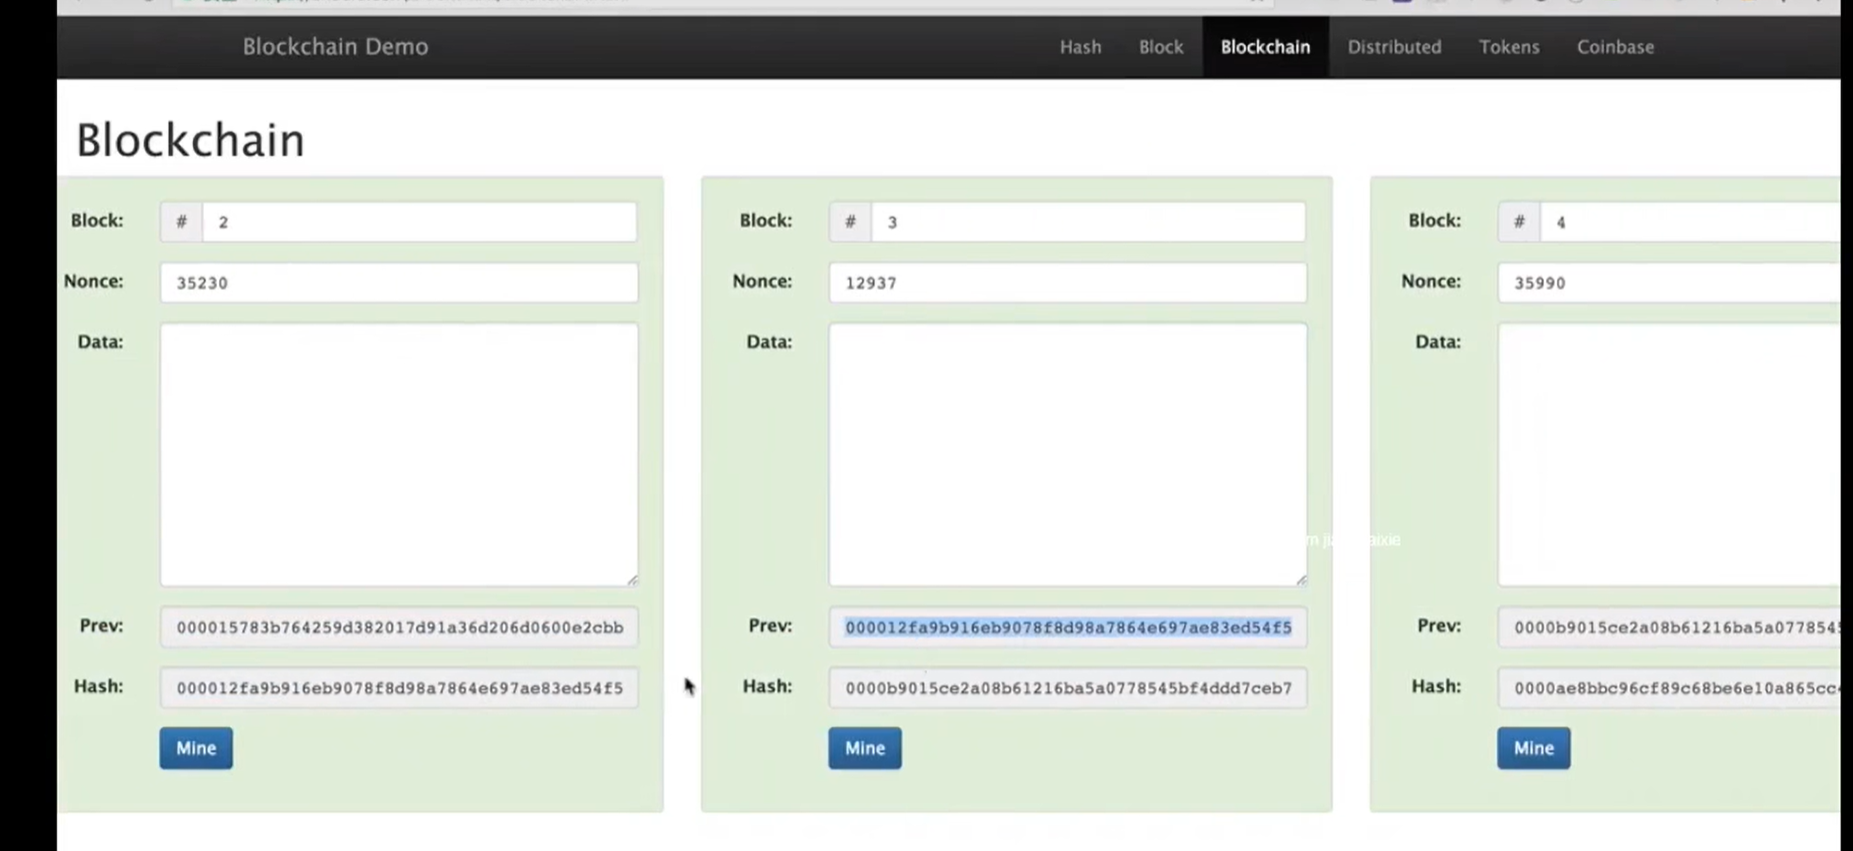 Blockchain Demo
Hash Block Blockchain Distributed Tokens Coinbase
Blockchain
Block: # 2
Nonce: 35230
Data:
Prev: 000015783b764259d382017d91a36d206d0600e2cbb
Hash: 000012fa9b916eb9078f8d98a7864e697ae83ed54f5
Mine
Block: # 3
Nonce: 12937
Data:
Prev: 000012fa9b916eb9078f8d98a7864e697ae83ed54f5
Hash: 0000b9015ce2a08b61216ba5a0778545bf4ddd7ceb7
Mine
Block: # 4
Nonce: 35990
Data:
Prev: 0000b9015ce2a08b61216ba5a077854
Hash: 0000ae8bbc96cf89c68be6e10a865cc
Mine